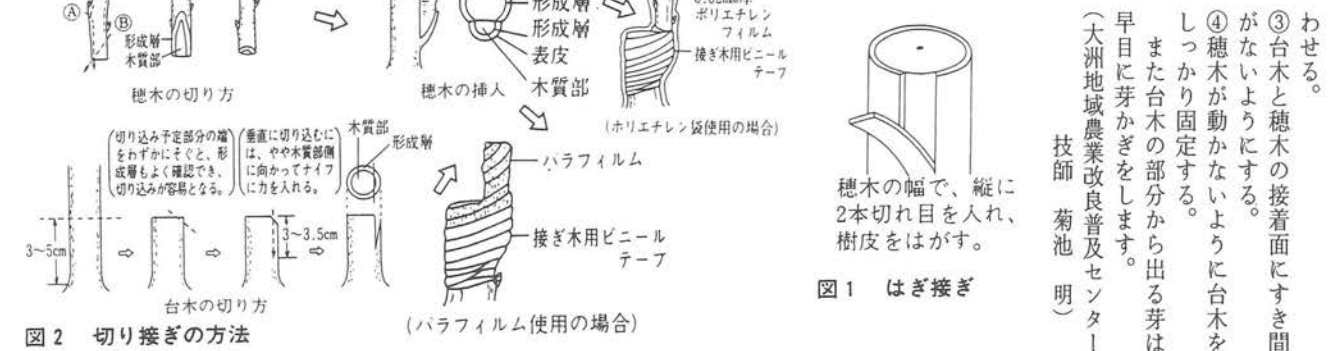 わせる。
③台木と穂木の接着面にすき間
がないようにする。
④穂木が動かないように台木を
しっかり固定する。
また台木の部分から出る芽は
早目に芽かぎをします。
(大洲地域農業改良普及センター
技師 菊池 明)
Ⓐ
Ⓑ
形成層
木質部
穂木の切り方
形成層
形成層
表皮
木質部
穂木の挿入
ポリエチレン
フィルム
接ぎ木用ビニール
テープ
(ポリエチレン袋使用の場合)
切り込み予定部分の端
をわずかにそぐと、形
成層もよく確認でき、
切り込みが容易となる。
垂直に切り込むに
は、やや木質部側
に向かってナイフ
に力を入れる。
木質部
形成層
3〜5cm
3〜3.5cm
台木の切り方
図2 切り接ぎの方法
パラフィルム
接ぎ木用ビニール
テープ
(パラフィルム使用の場合)
穂木の幅で、縦に
2本切れ目を入れ、
樹皮をはがす。
図1 はぎ接ぎ